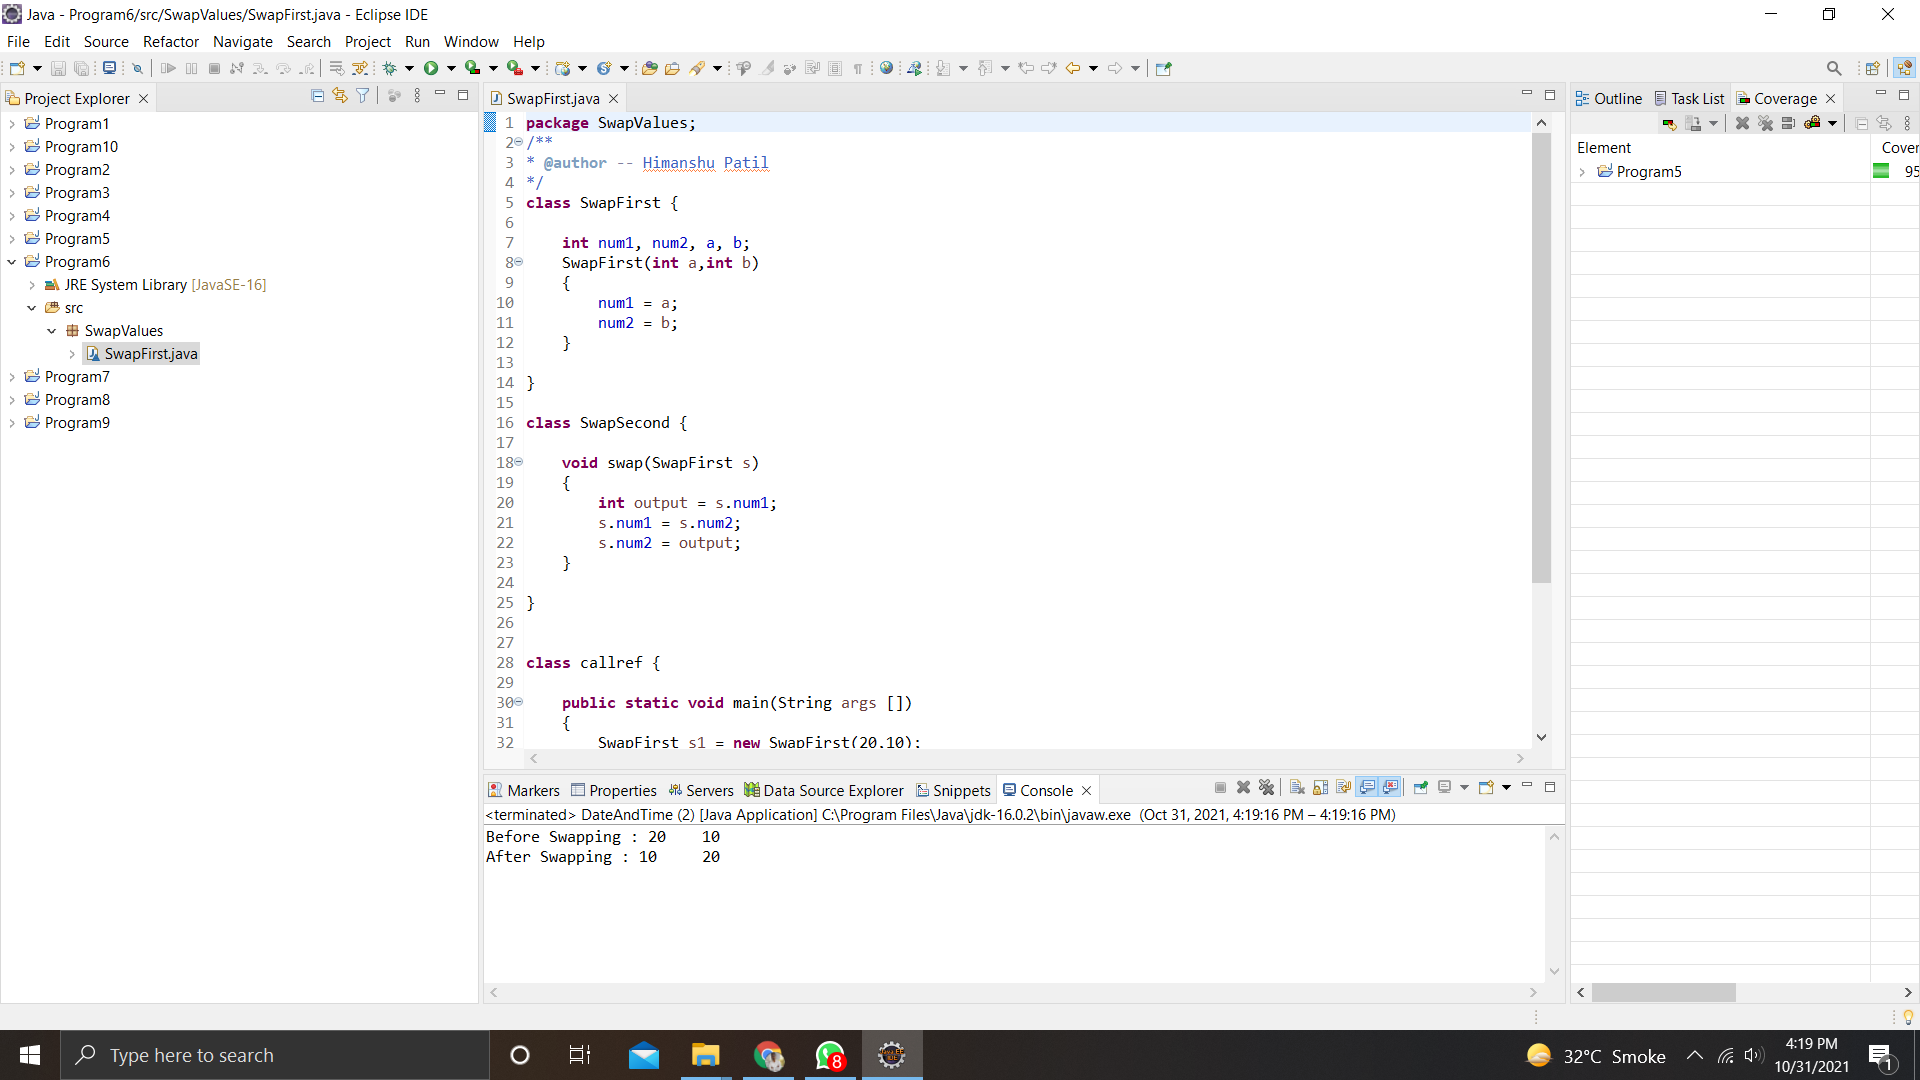 Java - Program6/src/SwapValues/SwapFirst.java - Eclipse IDE
File Edit Source Refactor Navigate Search Project Run Window Help
Project Explorer
Program1
Program10
Program2
Program3
Program4
Program5
Program6
JRE System Library [JavaSE-16]
src
SwapValues
SwapFirst.java
Program7
Program8
Program9
SwapFirst.java
1 package SwapValues;
2 /**
3 * @author -- Himanshu Patil
4 */
5 class SwapFirst {
6
7 int num1, num2, a, b;
8 SwapFirst(int a,int b)
9 {
10 num1 = a;
11 num2 = b;
12 }
13
14 }
15
16 class SwapSecond {
17
18 void swap(SwapFirst s)
19 {
20 int output = s.num1;
21 s.num1 = s.num2;
22 s.num2 = output;
23 }
24
25 }
26
27
28 class callref {
29
30 public static void main(String args [])
31 {
32 SwapFirst s1 = new SwapFirst(20,10);
Outline Task List Coverage
Element Cover
Program5 95
Markers Properties Servers Data Source Explorer Snippets Console
<terminated> DateAndTime (2) [Java Application] C:\Program Files\Java\jdk-16.0.2\bin\javaw.exe (Oct 31, 2021, 4:19:16 PM – 4:19:16 PM)
Before Swapping : 20 10
After Swapping : 10 20
Type here to search
8
32°C Smoke
4:19 PM
10/31/2021
1